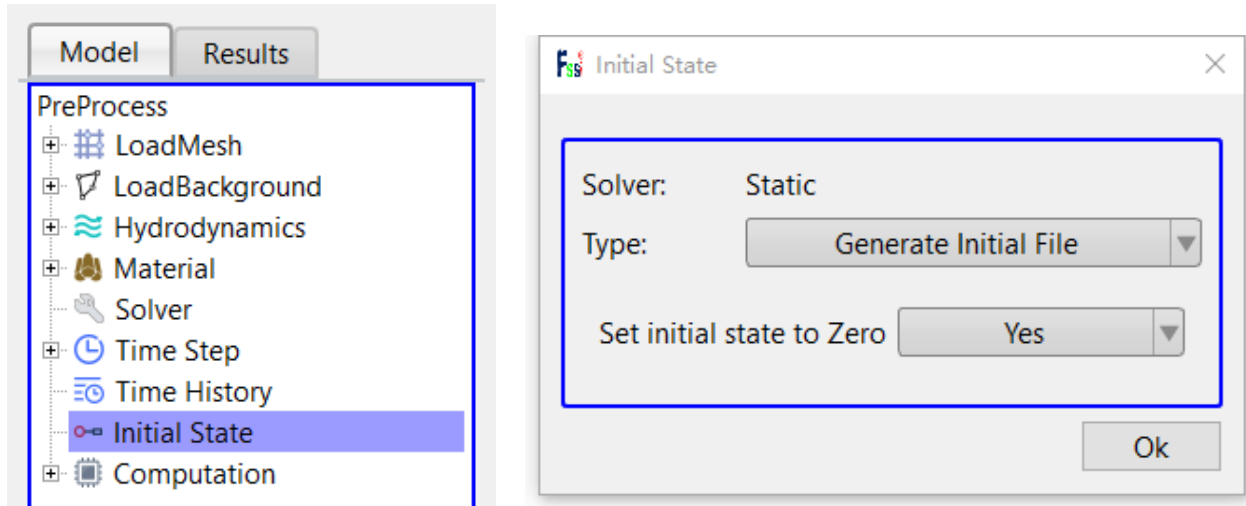 Model
Results
PreProcess
LoadMesh
LoadBackground
Hydrodynamics
Material
Solver
Time Step
Time History
Initial State
Computation
Fss Initial State
Solver: Static
Type: Generate Initial File
Set initial state to Zero Yes
Ok